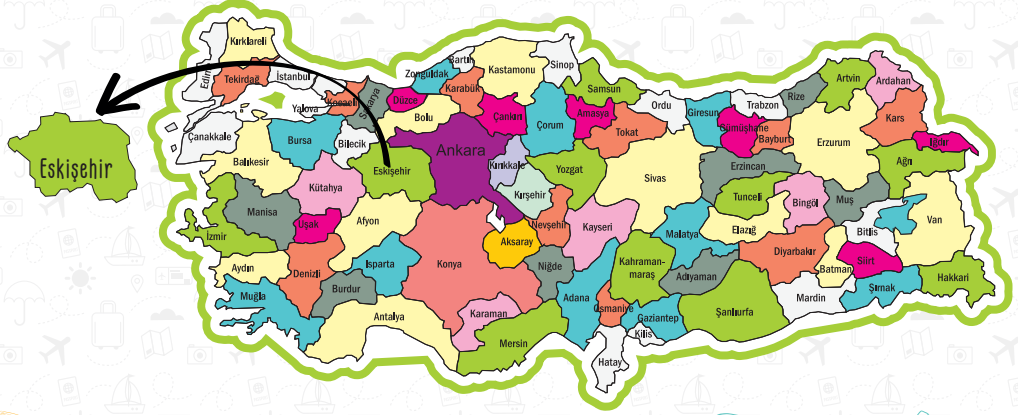 Kırklareli
Edirne
Tekirdağ
İstanbul
Yalova
Kocaeli
Sakarya
Düzce
Zonguldak
Bartın
Karabük
Kastamonu
Sinop
Bolu
Çankırı
Çorum
Samsun
Amasya
Ordu
Tokat
Giresun
Trabzon
Gümüşhane
Rize
Bayburt
Artvin
Ardahan
Kars
Iğdır
Erzurum
Ağrı
Eskişehir
Çanakkale
Balıkesir
Bursa
Bilecik
Eskişehir
Ankara
Kırıkkale
Kırşehir
Yozgat
Sivas
Erzincan
Tunceli
Bingöl
Muş
Bitlis
Van
Kütahya
Manisa
Uşak
Afyon
İzmir
Aydın
Denizli
Muğla
Burdur
Isparta
Antalya
Konya
Aksaray
Nevşehir
Niğde
Kayseri
Karaman
Mersin
Adana
Kahraman-
maraş
Malatya
Elazığ
Adıyaman
Osmaniye
Gaziantep
Kilis
Hatay
Şanlıurfa
Diyarbakır
Batman
Mardin
Siirt
Şırnak
Hakkari